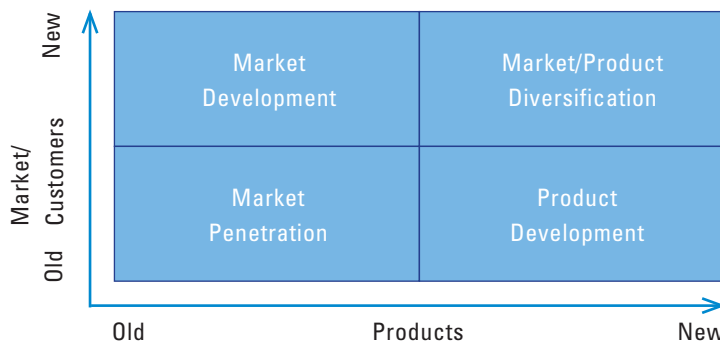 New
Market/
Customers
Old
Market
Development
Market/Product
Diversification
Market
Penetration
Product
Development
Old
Products
New